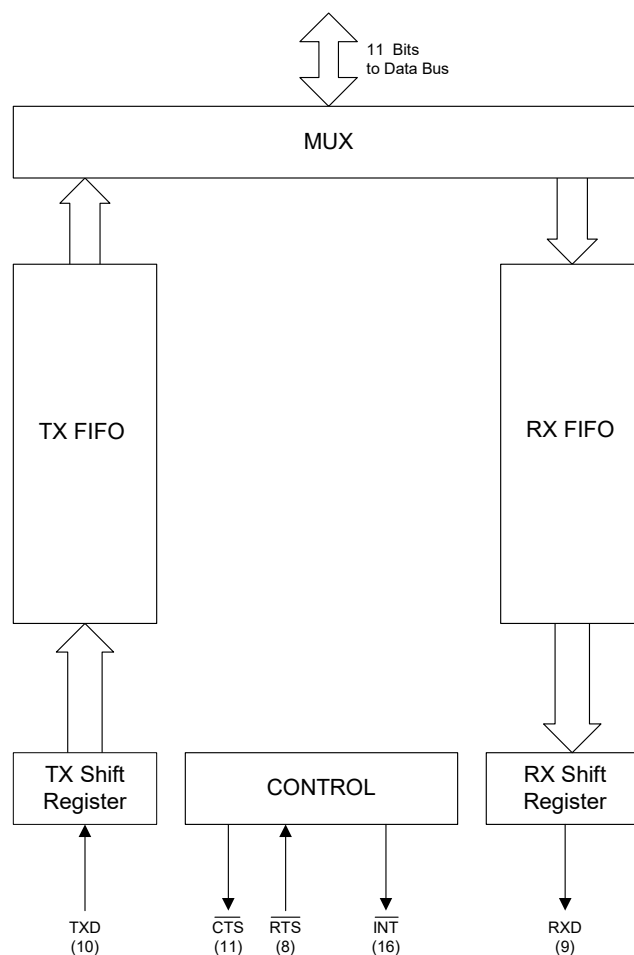 11 Bits
to Data Bus
MUX
TX FIFO
RX FIFO
TX Shift
Register
CONTROL
RX Shift
Register
TXD
(10)
CTS
(11)
RTS
(8)
INT
(16)
RXD
(9)